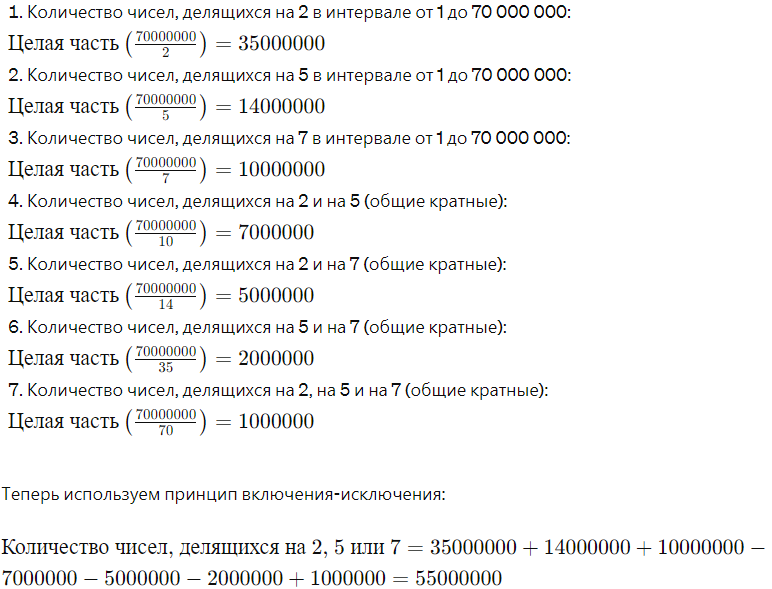 1. Количество чисел, делящихся на 2 в интервале от 1 до 70 000 000:
Целая часть (70000000/2) = 35000000
2. Количество чисел, делящихся на 5 в интервале от 1 до 70 000 000:
Целая часть (70000000/5) = 14000000
3. Количество чисел, делящихся на 7 в интервале от 1 до 70 000 000:
Целая часть (70000000/7) = 10000000
4. Количество чисел, делящихся на 2 и на 5 (общие кратные):
Целая часть (70000000/10) = 7000000
5. Количество чисел, делящихся на 2 и на 7 (общие кратные):
Целая часть (70000000/14) = 5000000
6. Количество чисел, делящихся на 5 и на 7 (общие кратные):
Целая часть (70000000/35) = 2000000
7. Количество чисел, делящихся на 2, на 5 и на 7 (общие кратные):
Целая часть (70000000/70) = 1000000
Теперь используем принцип включения-исключения:
Количество чисел, делящихся на 2, 5 или 7 = 35000000 + 14000000 + 10000000 −
7000000 − 5000000 − 2000000 + 1000000 = 55000000